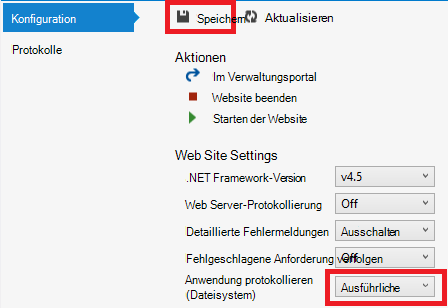 Konfiguration
Speichern Aktualisieren
Protokolle
Aktionen
Im Verwaltungsportal
Website beenden
Starten der Website
Web Site Settings
.NET Framework-Version v4.5
Web Server-Protokollierung Off
Detaillierte Fehlermeldungen Ausschalten
Fehlgeschlagene Anforderung verfolgen Off
Anwendung protokollieren
(Dateisystem) Ausführliche